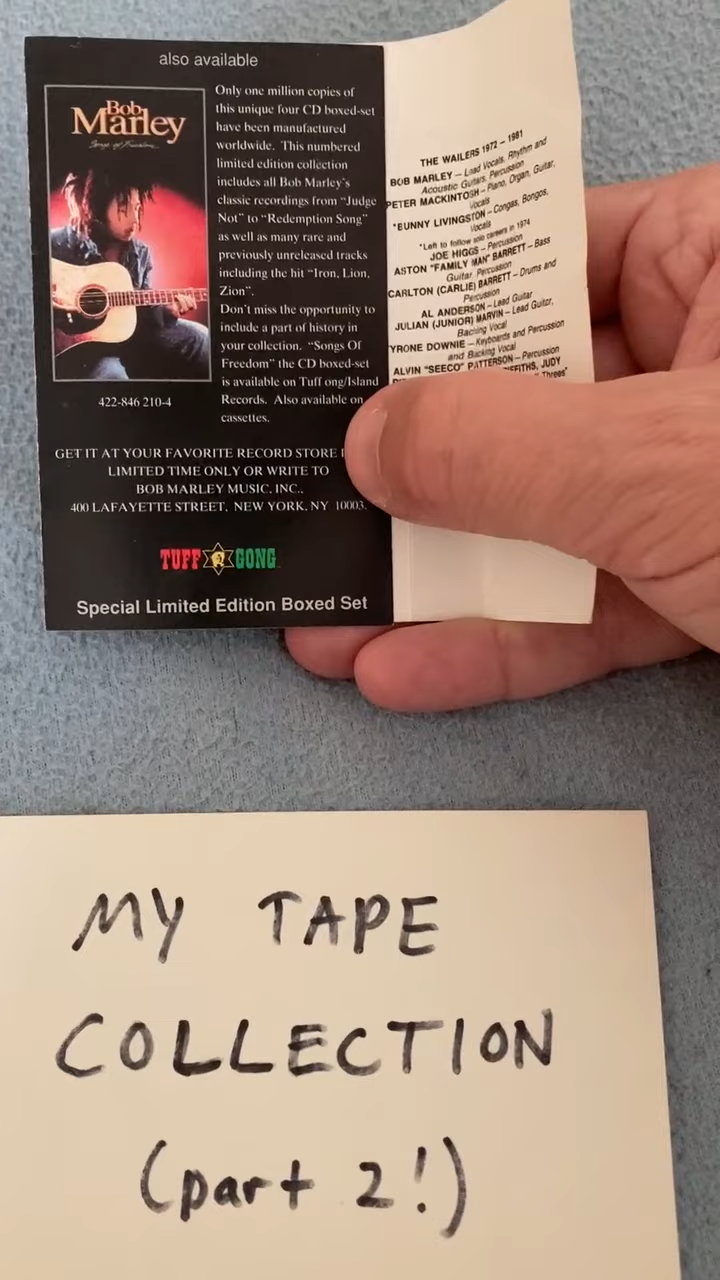 also available
Bob
Marley
Songs of Freedom
Only one million copies of
this unique four CD boxed-set
have been manufactured
worldwide. This numbered
limited edition collection
includes all Bob Marley's
classic recordings from "Judge
Not" to "Redemption Song"
as well as many rare and
previously unreleased tracks
including the hit "Iron, Lion,
Zion".
Don't miss the opportunity to
include a part of history in
your collection. "Songs Of
Freedom" the CD boxed-set
is available on Tuff ong/Island
Records. Also available on
cassettes.
422-846 210-4
GET IT AT YOUR FAVORITE RECORD STORE
LIMITED TIME ONLY OR WRITE TO
BOB MARLEY MUSIC, INC.,
400 LAFAYETTE STREET, NEW YORK, NY 10003.
TUFF GONG
Special Limited Edition Boxed Set
THE WAILERS 1972 – 1981
BOB MARLEY – Lead Vocals, Rhythm and
Acoustic Guitars, Percussion
PETER MACKINTOSH – Piano, Organ, Guitar,
Vocals
*BUNNY LIVINGSTON – Congas, Bongos,
Vocals
*Left to follow solo careers in 1974
JOE HIGGS – Percussion
ASTON "FAMILY MAN" BARRETT – Bass
Guitar, Percussion
CARLTON (CARLIE) BARRETT – Drums and
Percussion
AL ANDERSON – Lead Guitar
JULIAN (JUNIOR) MARVIN – Lead Guitar,
Backing Vocal
TYRONE DOWNIE – Keyboards and Percussion
and Backing Vocal
ALVIN "SEECO" PATTERSON – Percussion
JUDY
Threes"
MY TAPE
COLLECTION
(part 2!)